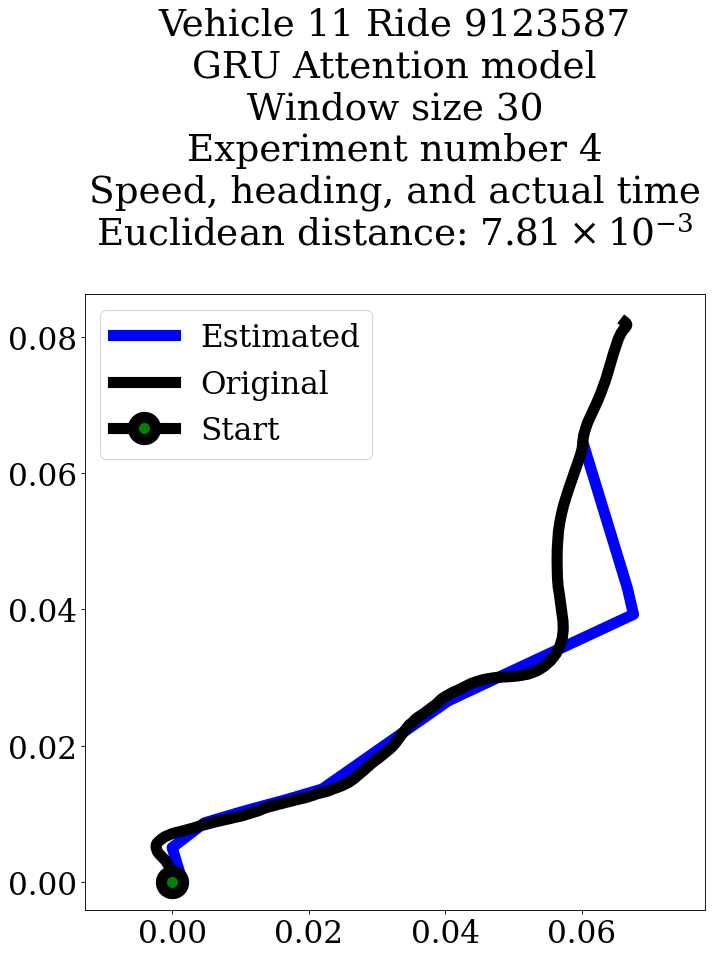 Vehicle 11 Ride 9123587
GRU Attention model
Window size 30
Experiment number 4
Speed, heading, and actual time
Euclidean distance: 7.81 × 10⁻³
Estimated
Original
Start
0.08
0.06
0.04
0.02
0.00
0.00 0.02 0.04 0.06